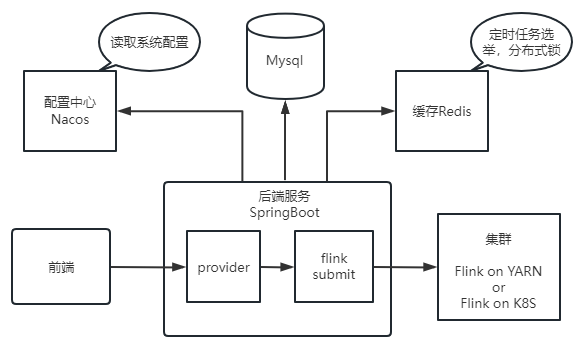 读取系统配置
定时任务选
举，分布式锁
配置中心
Nacos
Mysql
缓存Redis
后端服务
SpringBoot
前端
provider
flink
submit
集群
Flink on YARN
or
Flink on K8S